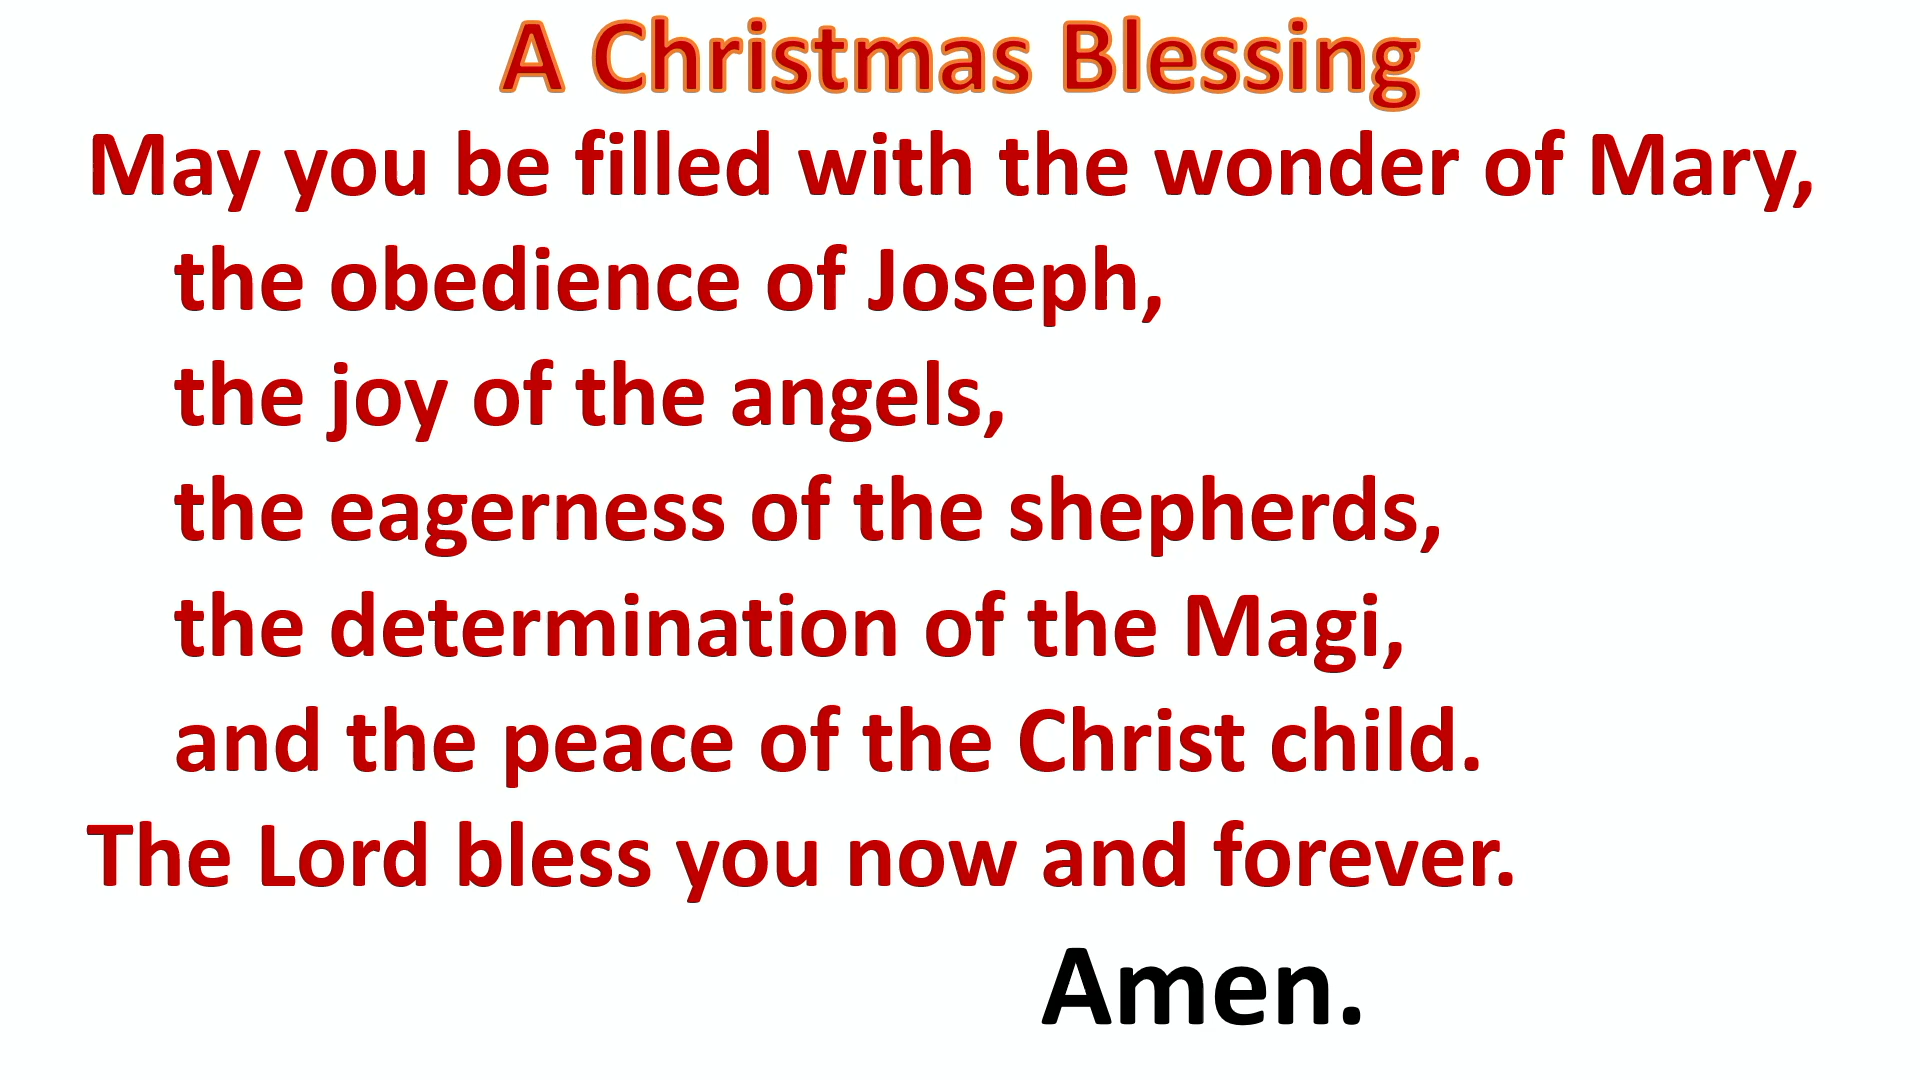 A Christmas Blessing
May you be filled with the wonder of Mary,
the obedience of Joseph,
the joy of the angels,
the eagerness of the shepherds,
the determination of the Magi,
and the peace of the Christ child.
The Lord bless you now and forever.
Amen.